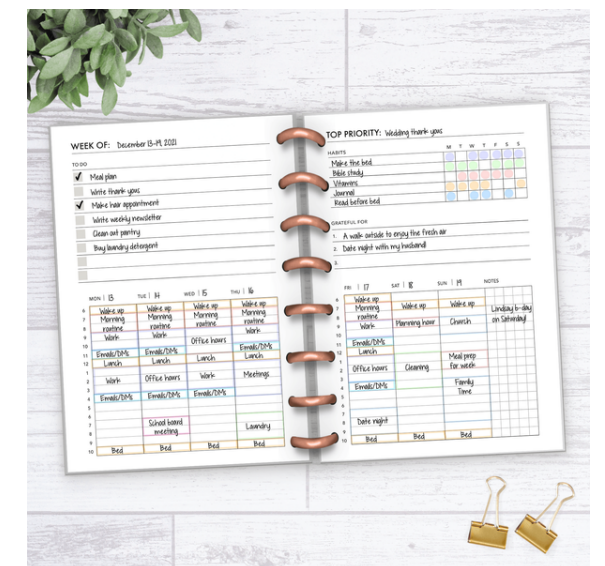 WEEK OF: December 13-19, 2021
TO DO
Meal plan
Write thank yous
Make hair appointment
Write weekly newsletter
Clean out pantry
Buy laundry detergent
MON | 13 TUE | 14 WED | 15 THU | 16
Wake up Wake up Wake up Wake up
Morning Morning Morning Morning
routine routine routine routine
Work Work Work
Office hours
Emails/DMs Emails/DMs Emails/DMs
Lunch Lunch Lunch Lunch
Work Office hours Work Meetings
Emails/DMs Emails/DMs Emails/DMs
School board
meeting Laundry
Bed Bed Bed Bed
TOP PRIORITY: Wedding thank yous
HABITS M T W T F S S
Make the bed
Bible study
Vitamins
Journal
Read before bed
GRATEFUL FOR
1. A walk outside to enjoy the fresh air
2. Date night with my husband!
3.
FRI | 17 SAT | 18 SUN | 19 NOTES
Wake up
Morning Wake up Wake up Lindsay b-day
routine on Saturday!
Work Planning hour Church
Emails/DMs
Lunch
Office hours Cleaning Meal prep
for week
Emails/DMs Family
Time
Date night
Bed Bed Bed